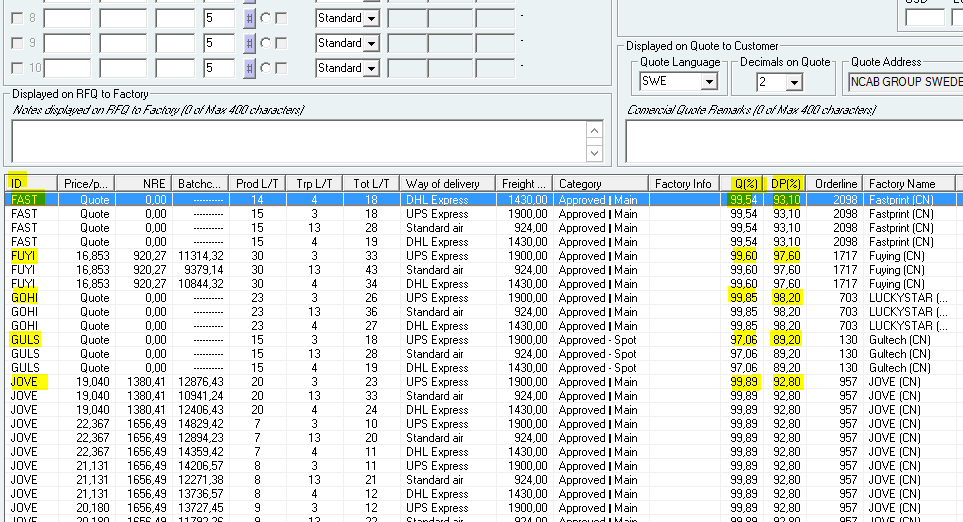 8 5 # Standard -
9 5 # Standard -
10 5 # Standard -
Displayed on Quote to Customer
Quote Language Decimals on Quote Quote Address
SWE 2 NCAB GROUP SWEDE
Displayed on RFQ to Factory
Notes displayed on RFQ to Factory (0 of Max 400 characters) Comercial Quote Remarks (0 of Max 400 characters)
ID Price/p... NRE Batchc... Prod L/T Trp L/T Tot L/T Way of delivery Freight ... Category Factory Info Q(%) DP(%) Orderline Factory Name
FAST Quote 0,00 ---------- 14 4 18 DHL Express 1430,00 Approved | Main 99,54 93,10 2098 Fastprint (CN)
FAST Quote 0,00 ---------- 15 3 18 UPS Express 1900,00 Approved | Main 99,54 93,10 2098 Fastprint (CN)
FAST Quote 0,00 ---------- 15 13 28 Standard air 924,00 Approved | Main 99,54 93,10 2098 Fastprint (CN)
FAST Quote 0,00 ---------- 15 4 19 DHL Express 1430,00 Approved | Main 99,54 93,10 2098 Fastprint (CN)
FUYI 16,853 920,27 11314,32 30 3 33 UPS Express 1900,00 Approved | Main 99,60 97,60 1717 Fuying (CN)
FUYI 16,853 920,27 9379,14 30 13 43 Standard air 924,00 Approved | Main 99,60 97,60 1717 Fuying (CN)
FUYI 16,853 920,27 10844,32 30 4 34 DHL Express 1430,00 Approved | Main 99,60 97,60 1717 Fuying (CN)
GOHI Quote 0,00 ---------- 23 3 26 UPS Express 1900,00 Approved | Main 99,85 98,20 703 LUCKYSTAR (...
GOHI Quote 0,00 ---------- 23 13 36 Standard air 924,00 Approved | Main 99,85 98,20 703 LUCKYSTAR (...
GOHI Quote 0,00 ---------- 23 4 27 DHL Express 1430,00 Approved | Main 99,85 98,20 703 LUCKYSTAR (...
GULS Quote 0,00 ---------- 15 3 18 UPS Express 1900,00 Approved - Spot 97,06 89,20 130 Gultech (CN)
GULS Quote 0,00 ---------- 15 13 28 Standard air 924,00 Approved - Spot 97,06 89,20 130 Gultech (CN)
GULS Quote 0,00 ---------- 15 4 19 DHL Express 1430,00 Approved - Spot 97,06 89,20 130 Gultech (CN)
JOVE 19,040 1380,41 12876,43 20 3 23 UPS Express 1900,00 Approved | Main 99,89 92,80 957 JOVE (CN)
JOVE 19,040 1380,41 10941,24 20 13 33 Standard air 924,00 Approved | Main 99,89 92,80 957 JOVE (CN)
JOVE 19,040 1380,41 12406,43 20 4 24 DHL Express 1430,00 Approved | Main 99,89 92,80 957 JOVE (CN)
JOVE 22,367 1656,49 14829,42 7 3 10 UPS Express 1900,00 Approved | Main 99,89 92,80 957 JOVE (CN)
JOVE 22,367 1656,49 12894,23 7 13 20 Standard air 924,00 Approved | Main 99,89 92,80 957 JOVE (CN)
JOVE 22,367 1656,49 14359,42 7 4 11 DHL Express 1430,00 Approved | Main 99,89 92,80 957 JOVE (CN)
JOVE 21,131 1656,49 14206,57 8 3 11 UPS Express 1900,00 Approved | Main 99,89 92,80 957 JOVE (CN)
JOVE 21,131 1656,49 12271,38 8 13 21 Standard air 924,00 Approved | Main 99,89 92,80 957 JOVE (CN)
JOVE 21,131 1656,49 13736,57 8 4 12 DHL Express 1430,00 Approved | Main 99,89 92,80 957 JOVE (CN)
JOVE 20,180 1656,49 13727,45 9 3 12 UPS Express 1900,00 Approved | Main 99,89 92,80 957 JOVE (CN)
JOVE 20,180 1656,49 11792,26 9 13 22 Standard air 924,00 Approved | Main 99,89 92,80 957 JOVE (CN)